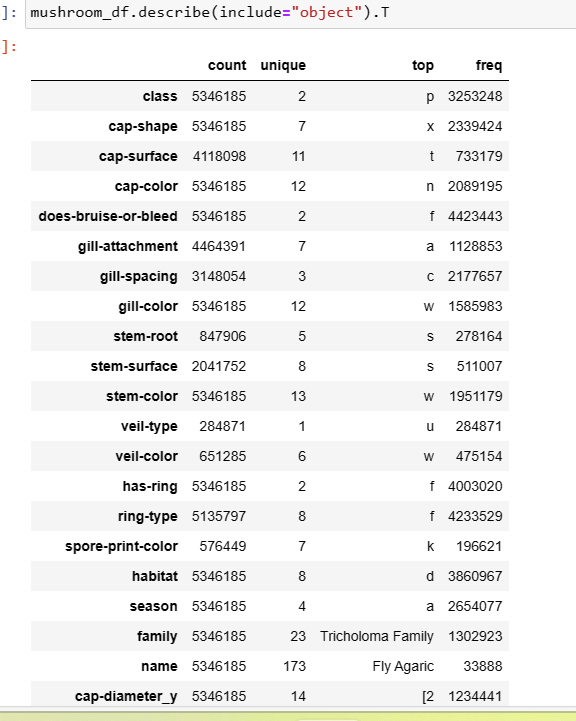 ]: mushroom_df.describe(include="object").T
]:
count unique top freq
class 5346185 2 p 3253248
cap-shape 5346185 7 x 2339424
cap-surface 4118098 11 t 733179
cap-color 5346185 12 n 2089195
does-bruise-or-bleed 5346185 2 f 4423443
gill-attachment 4464391 7 a 1128853
gill-spacing 3148054 3 c 2177657
gill-color 5346185 12 w 1585983
stem-root 847906 5 s 278164
stem-surface 2041752 8 s 511007
stem-color 5346185 13 w 1951179
veil-type 284871 1 u 284871
veil-color 651285 6 w 475154
has-ring 5346185 2 f 4003020
ring-type 5135797 8 f 4233529
spore-print-color 576449 7 k 196621
habitat 5346185 8 d 3860967
season 5346185 4 a 2654077
family 5346185 23 Tricholoma Family 1302923
name 5346185 173 Fly Agaric 33888
cap-diameter_y 5346185 14 [2 1234441